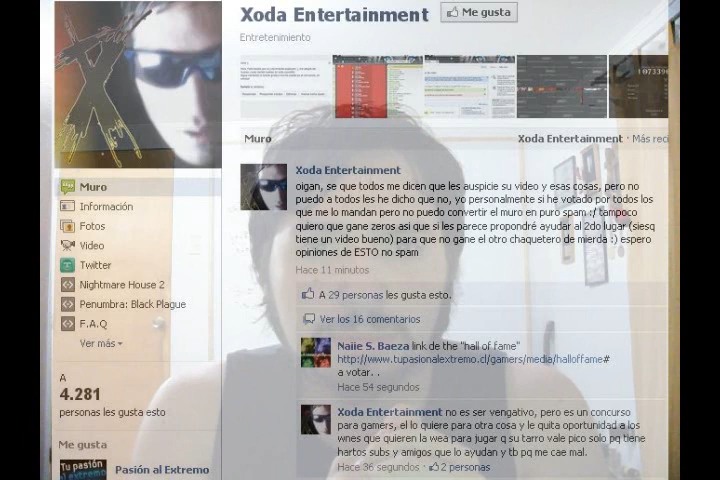 Xoda Entertainment
Me gusta
Entretenimiento
Muro
Xoda Entertainment · Más reci
Muro
Información
Fotos
Video
Twitter
Nightmare House 2
Penumbra: Black Plague
F.A.Q
Ver más
A
4.281
personas les gusta esto
Me gusta
Tu pasión
al extremo
Pasión al Extremo
Xoda Entertainment
oigan, se que todos me dicen que les auspicie su video y esas cosas, pero no
puedo a todos les he dicho que no, yo personalmente si he votado por todos los
que me lo mandan pero no puedo convertir el muro en puro spam :/ tampoco
quiero que gane zeros asi que si les parece propondré ayudar al 2do lugar (siesq
tiene un video bueno) para que no gane el otro chaquetero de mierda :) espero
opiniones de ESTO no spam
Hace 11 minutos
A 29 personas les gusta esto.
Ver los 16 comentarios
Naiie S. Baeza link de the "hall of fame"
http://www.tupasionalextremo.cl/gamers/media/halloffame#
a votar. .
Hace 54 segundos
Xoda Entertainment no es ser vengativo, pero es un concurso
para gamers, el lo quiere para otra cosa y le quita oportunidad a los
wnes que quieren la wea para jugar q su tarro vale pico solo pq tiene
hartos subs y amigos que lo ayudan y tb pq me cae mal.
Hace 36 segundos · 2 personas